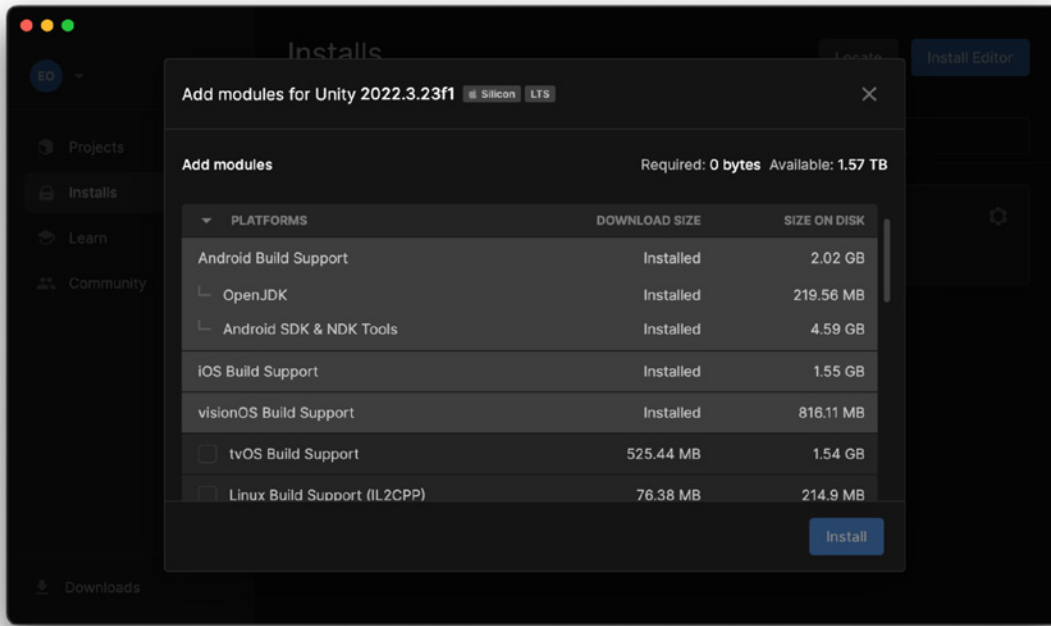 Installs
Locate
Install Editor
EO
Projects
Installs
Learn
Community
Downloads
Add modules for Unity 2022.3.23f1 Silicon LTS
Add modules
Required: 0 bytes Available: 1.57 TB
PLATFORMS DOWNLOAD SIZE SIZE ON DISK
Android Build Support Installed 2.02 GB
OpenJDK Installed 219.56 MB
Android SDK & NDK Tools Installed 4.59 GB
iOS Build Support Installed 1.55 GB
visionOS Build Support Installed 816.11 MB
tvOS Build Support 525.44 MB 1.54 GB
Linux Build Support (IL2CPP) 76.38 MB 214.9 MB
Install